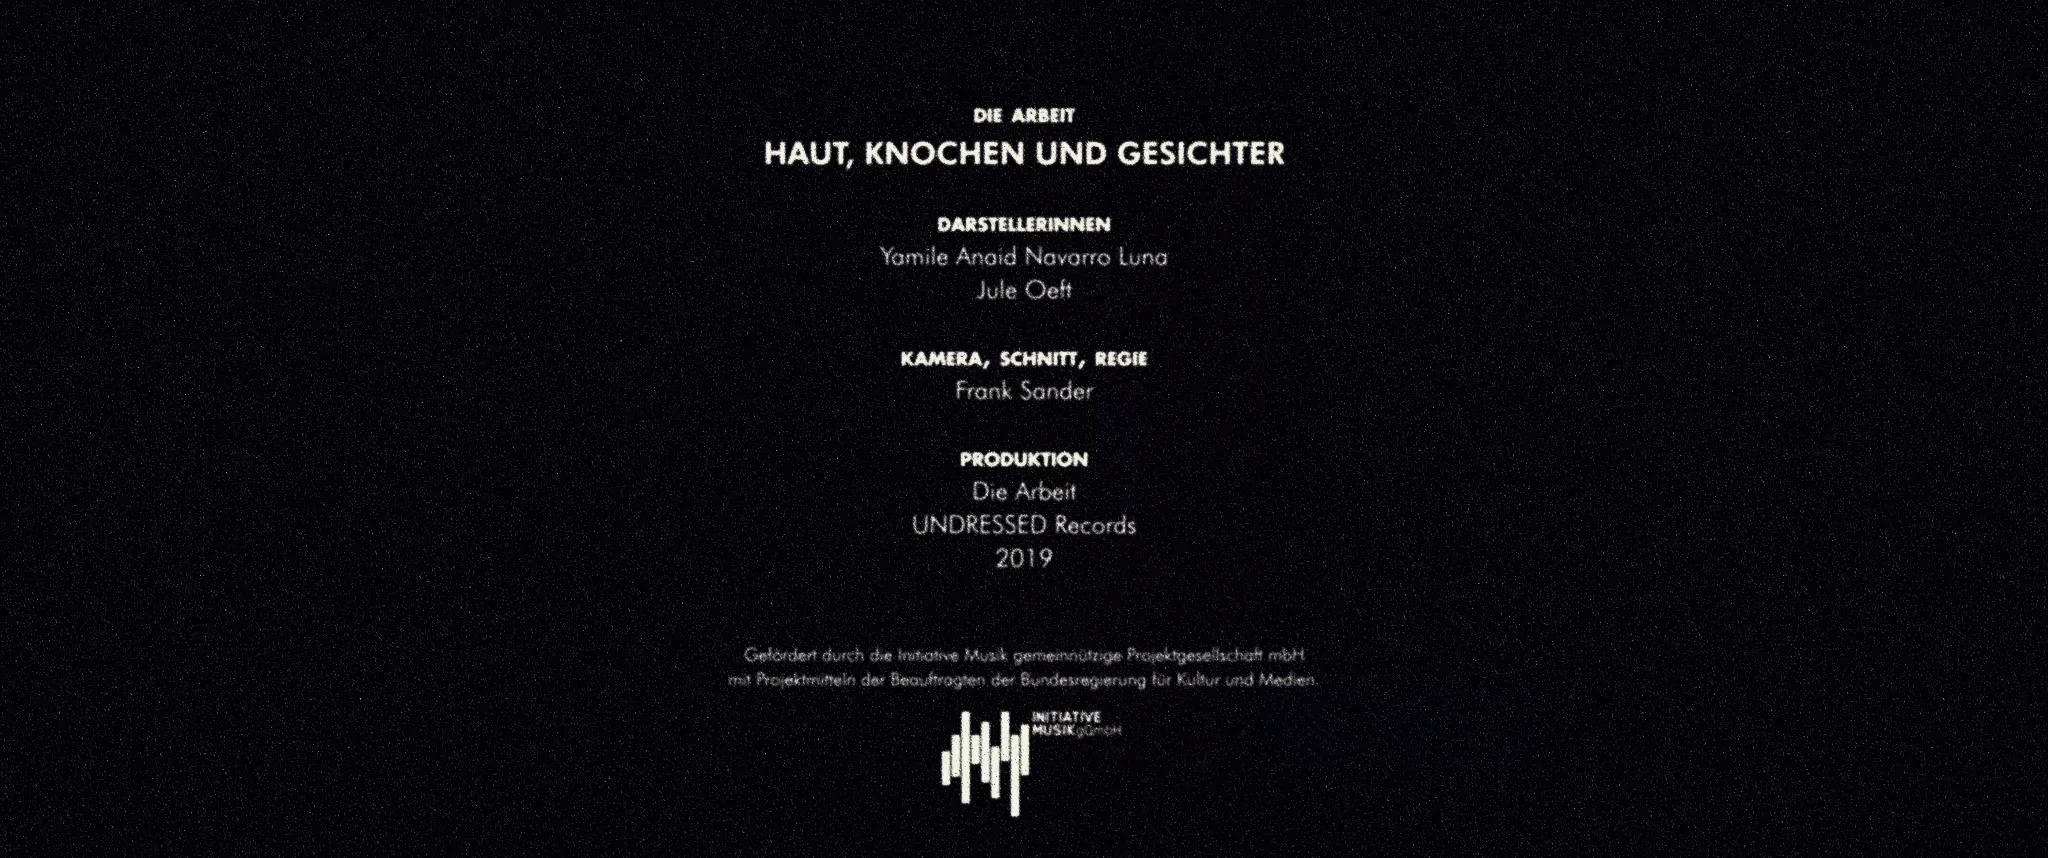 DIE ARBEIT
HAUT, KNOCHEN UND GESICHTER
DARSTELLERINNEN
Yamile Anaid Navarro Luna
Jule Oeft
KAMERA, SCHNITT, REGIE
Frank Sander
PRODUKTION
Die Arbeit
UNDRESSED Records
2019
Gefördert durch die Initiative Musik gemeinnützige Projektgesellschaft mbH
mit Projektmitteln der Beauftragten der Bundesregierung für Kultur und Medien.
INITIATIVE
MUSIKgGmbH